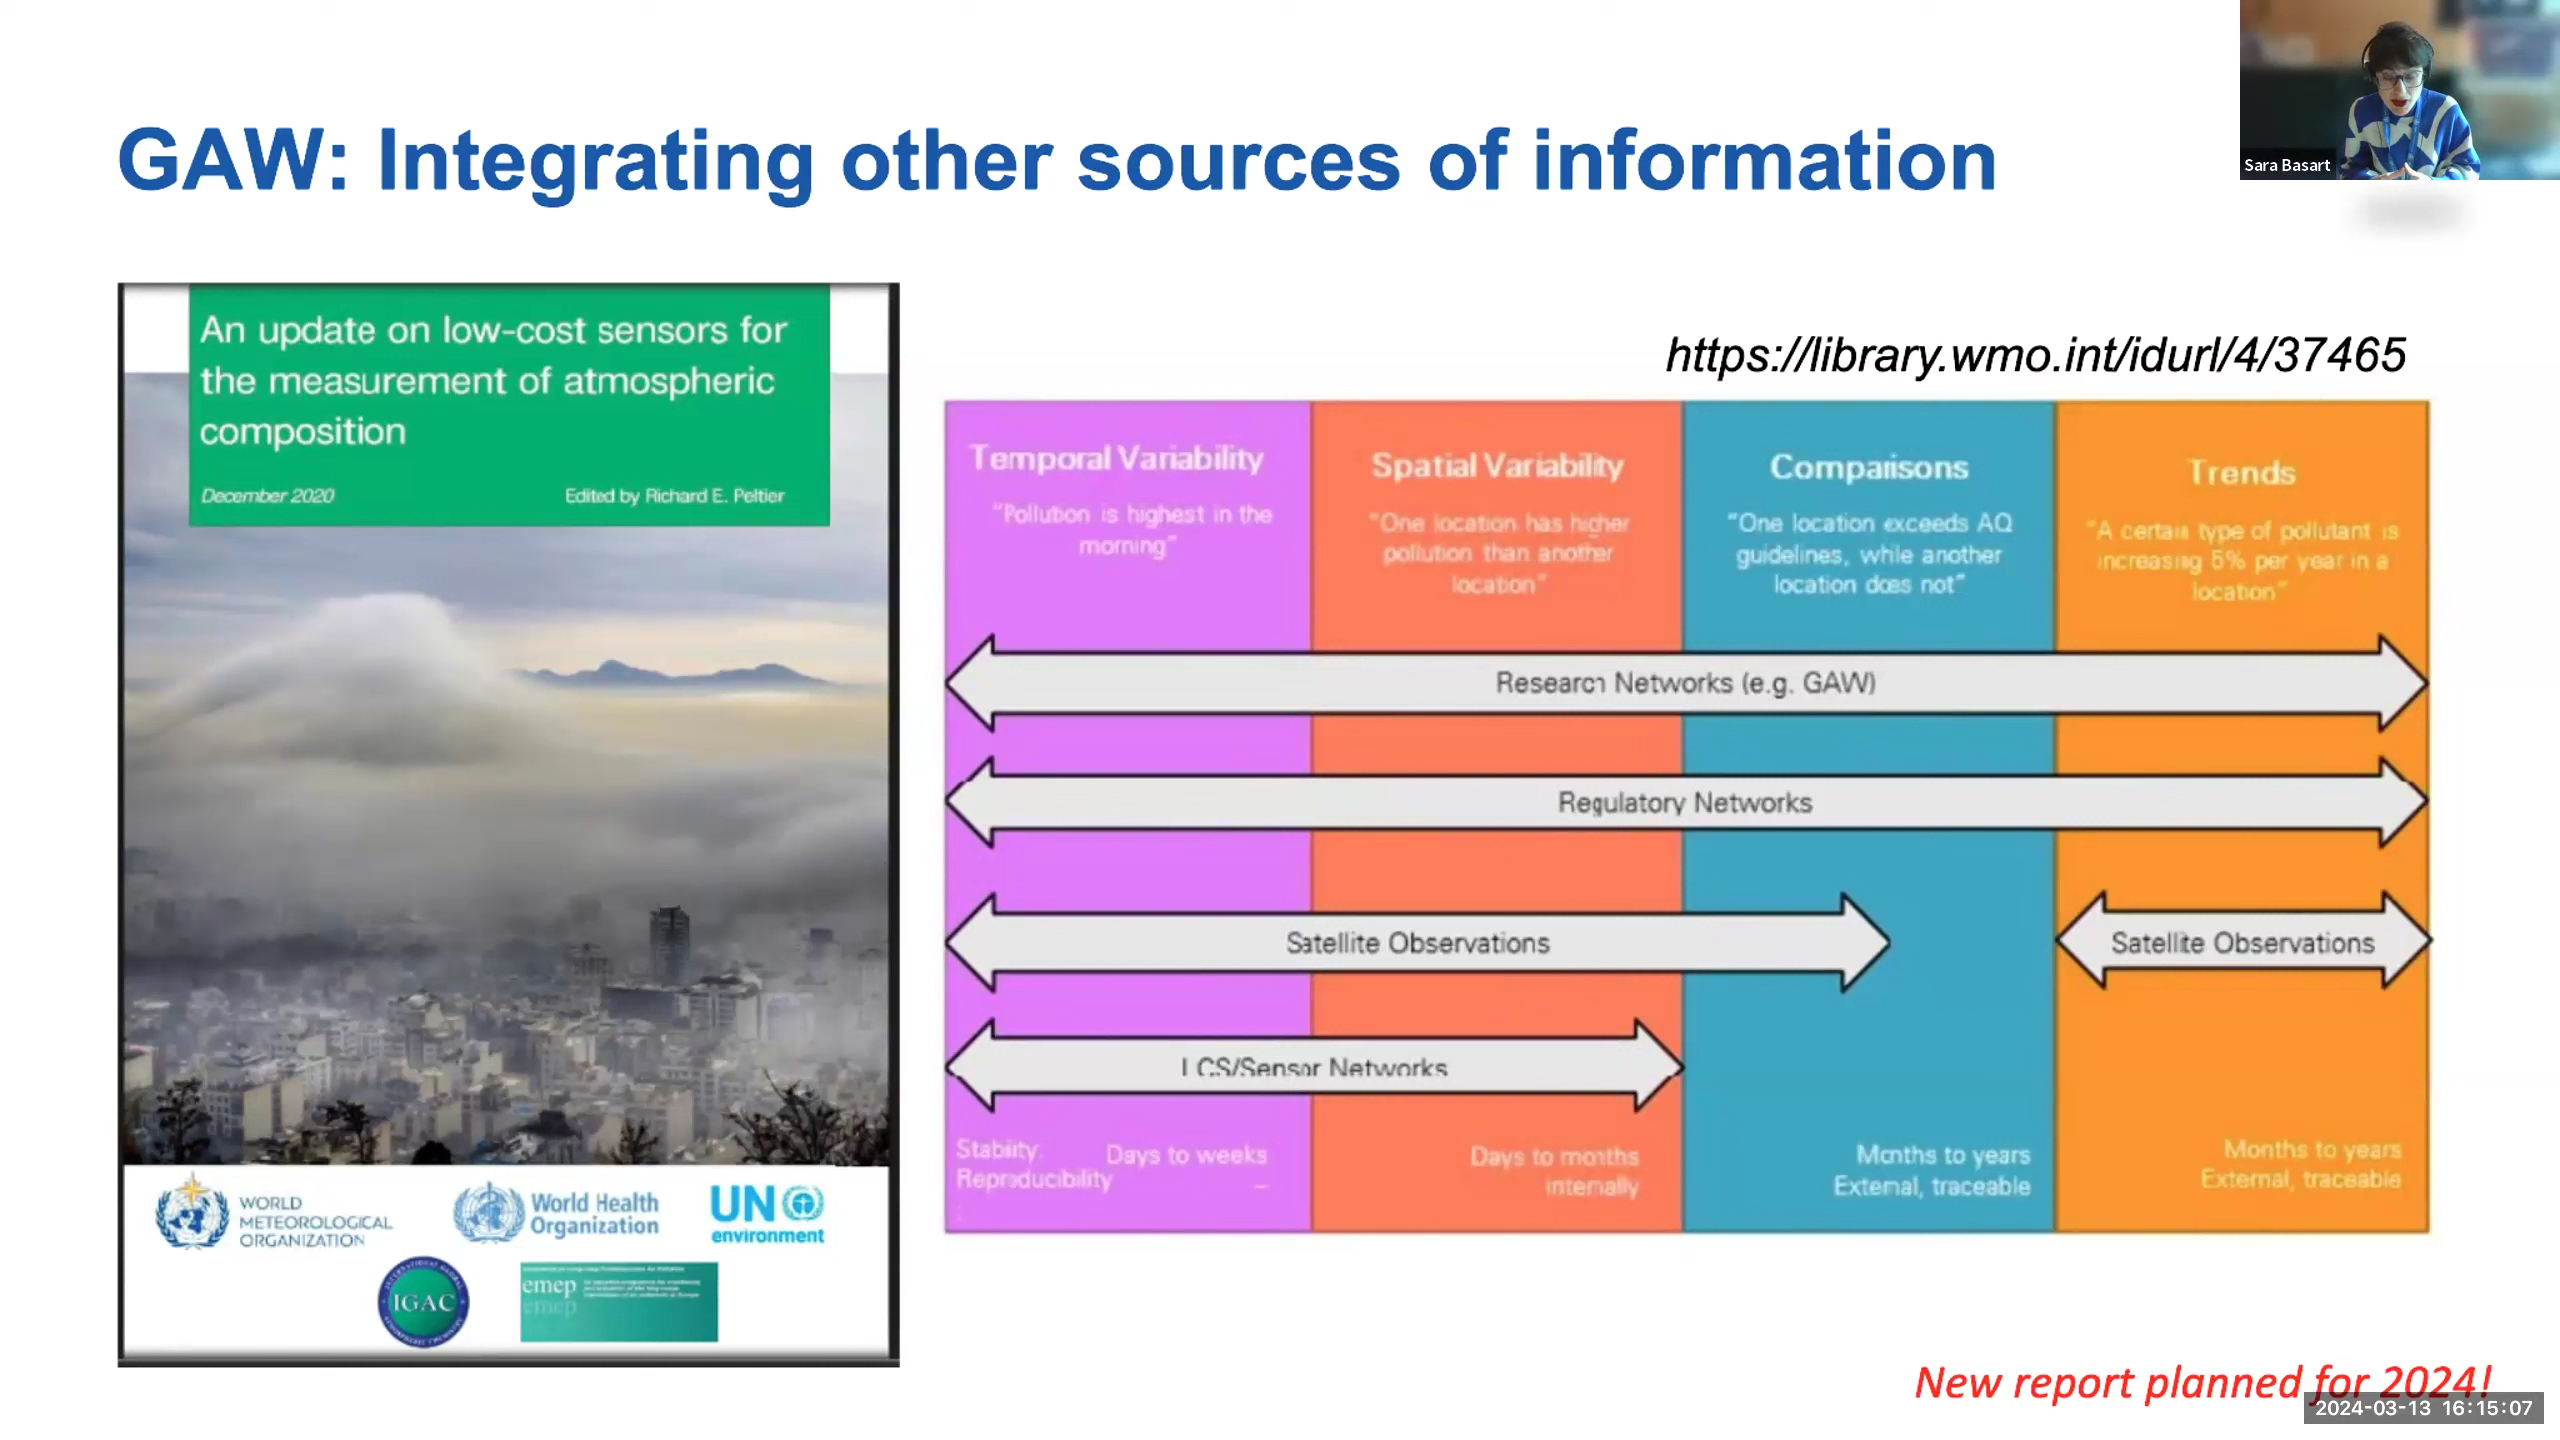 GAW: Integrating other sources of information
Sara Basart
An update on low-cost sensors for
the measurement of atmospheric
composition
December 2020
Edited by Richard E. Peltier
WORLD
METEOROLOGICAL
ORGANIZATION
World Health
Organization
UN
environment
IGAC
emep
emep
https://library.wmo.int/idurl/4/37465
Temporal Variability
"Pollution is highest in the
morning"
Spatial Variability
"One location has higher
pollution than another
location"
Comparisons
"One location exceeds AQ
guidelines, while another
location does not"
Trends
"A certain type of pollutant is
increasing 5% per year in a
location"
Research Networks (e.g. GAW)
Regulatory Networks
Satellite Observations
Satellite Observations
LCS/Sensor Networks
Stability,
Reproducibility
:
Days to weeks
–
Days to months
internally
Months to years
External, traceable
Months to years
External, traceable
New report planned for 2024!
2024-03-13 16:15:07